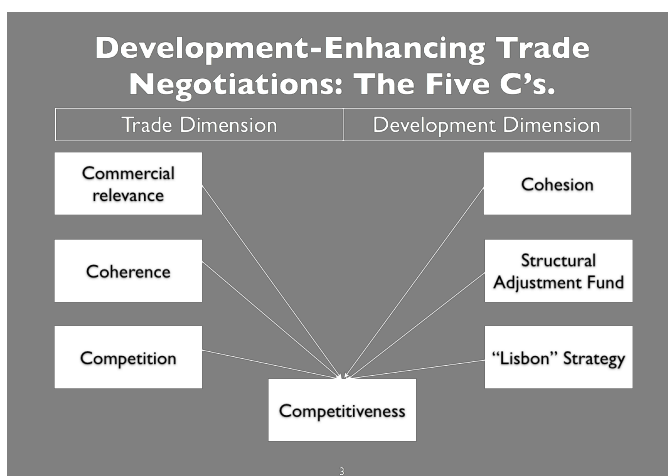 Development-Enhancing Trade
Negotiations: The Five C’s.
Trade Dimension
Development Dimension
Commercial
relevance
Cohesion
Coherence
Structural
Adjustment Fund
Competition
“Lisbon” Strategy
Competitiveness
3